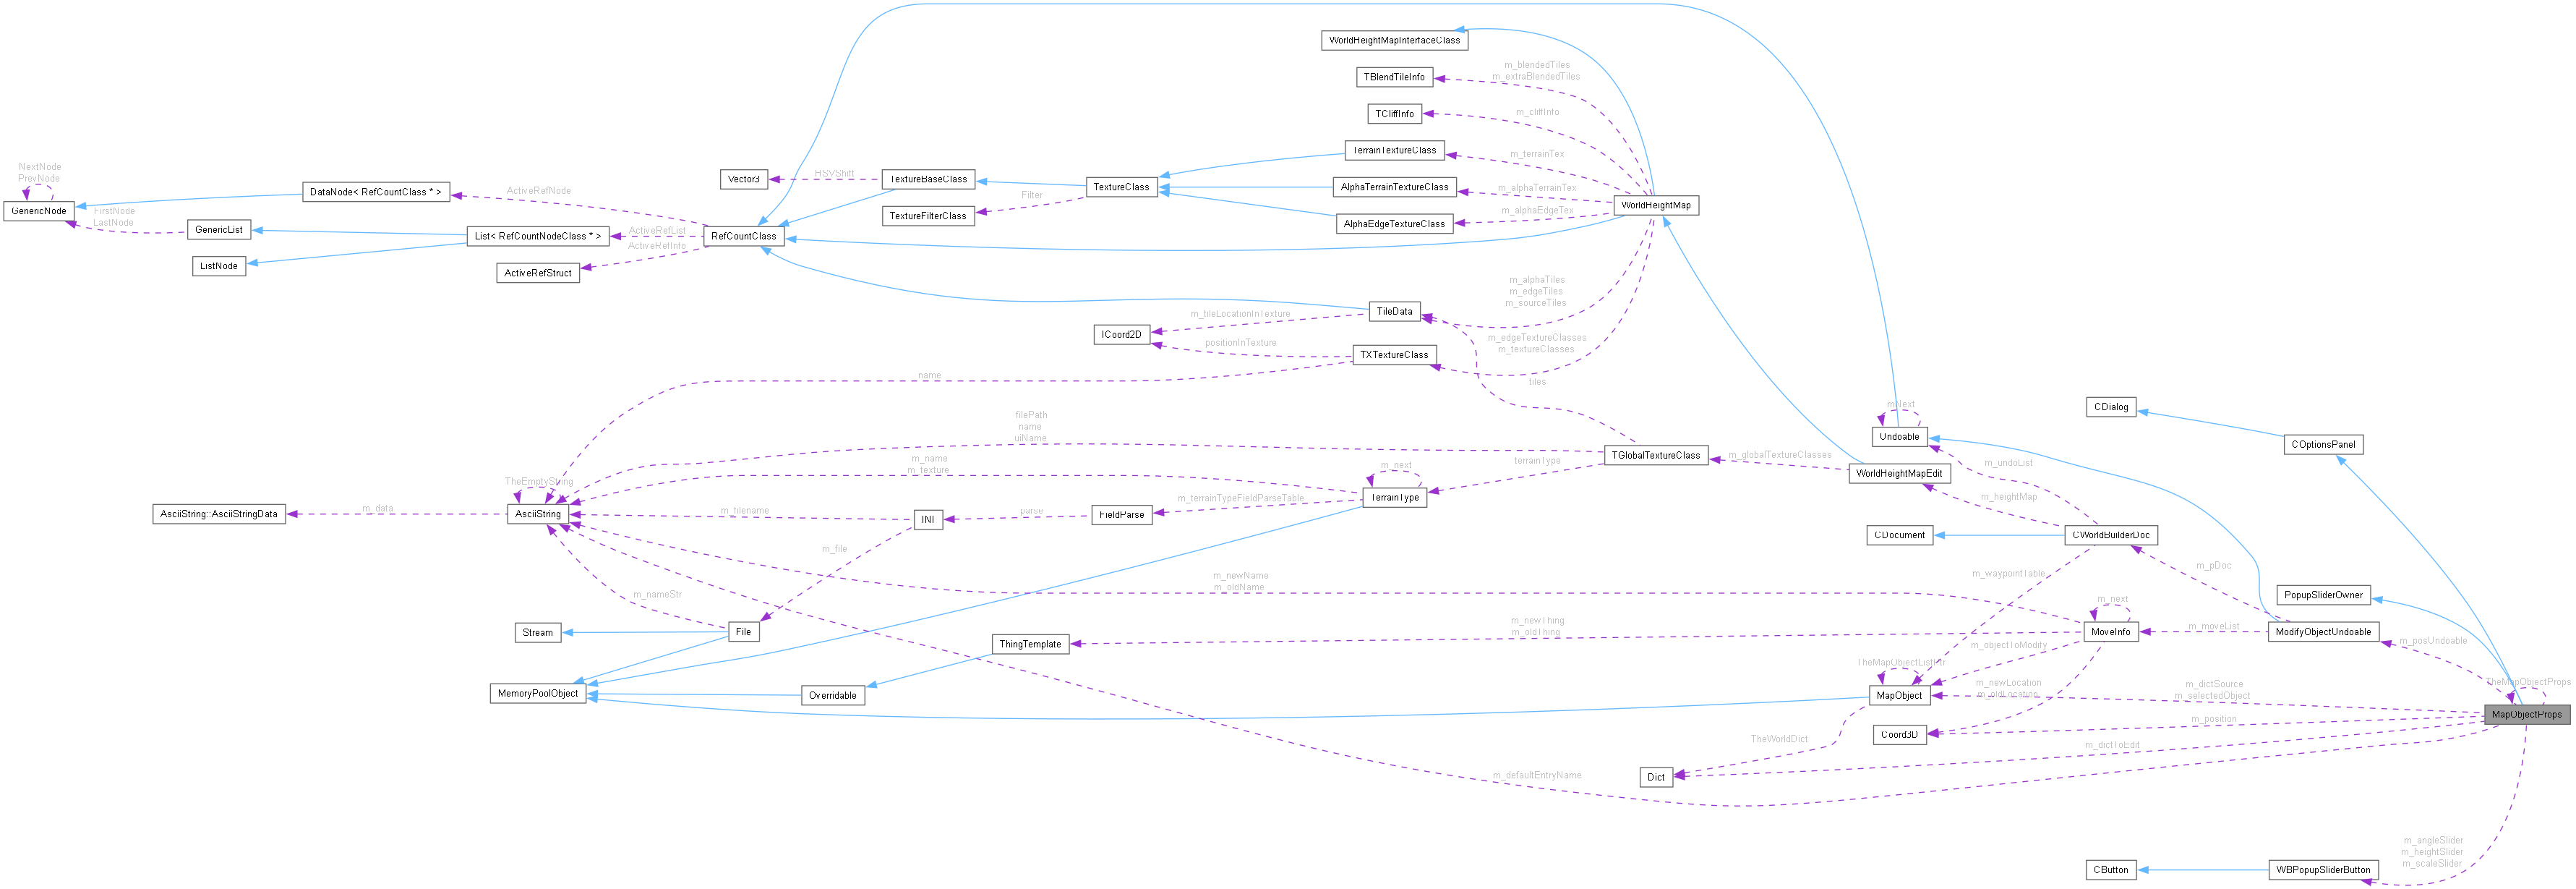 WorldHeightMapInterfaceClass
m_blendedTiles
m_extraBlendedTiles
TBlendTileInfo
TCliffInfo
m_cliffInfo
TerrainTextureClass
m_terrainTex
NextNode
PrevNode
DataNode< RefCountClass * >
ActiveRefNode
Vector3
HSVShift
TextureBaseClass
TextureClass
AlphaTerrainTextureClass
m_alphaTerrainTex
WorldHeightMap
GenericNode
FirstNode
LastNode
GenericList
Filter
TextureFilterClass
AlphaEdgeTextureClass
m_alphaEdgeTex
List< RefCountNodeClass * >
ActiveRefList
ActiveRefInfo
RefCountClass
ListNode
ActiveRefStruct
m_alphaTiles
m_edgeTiles
m_sourceTiles
TileData
m_tileLocationInTexture
ICoord2D
positionInTexture
TXTextureClass
m_edgeTextureClasses
m_textureClasses
name
tiles
CDialog
mNext
Undoable
COptionsPanel
filePath
name
uiName
TGlobalTextureClass
m_globalTextureClasses
WorldHeightMapEdit
m_undoList
m_name
m_texture
m_next
terrainType
TerrainType
m_heightMap
TheEmptyString
AsciiString::AsciiStringData
m_data
AsciiString
m_filename
INI
parse
FieldParse
m_terrainTypeFieldParseTable
CDocument
CWorldBuilderDoc
m_file
m_waypointTable
m_pDoc
m_newName
m_oldName
m_nameStr
PopupSliderOwner
m_next
Stream
File
ThingTemplate
m_newThing
m_oldThing
MoveInfo
m_moveList
ModifyObjectUndoable
m_posUndoable
m_objectToModify
TheMapObjectListPtr
MemoryPoolObject
Overridable
MapObject
m_newLocation
m_oldLocation
m_dictSource
m_selectedObject
TheMapObjectProps
MapObjectProps
Coord3D
m_position
TheWorldDict
m_dictToEdit
Dict
m_defaultEntryName
m_angleSlider
m_heightSlider
m_scaleSlider
CButton
WBPopupSliderButton